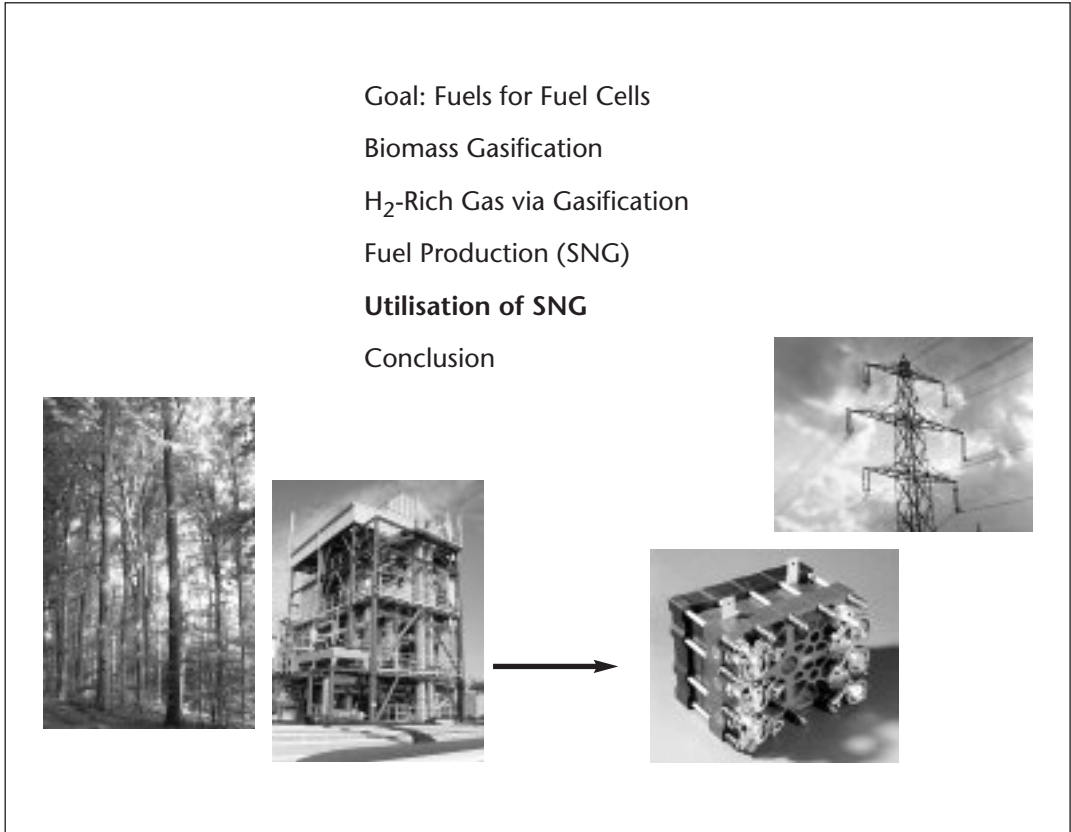 Goal: Fuels for Fuel Cells
Biomass Gasification
H₂-Rich Gas via Gasification
Fuel Production (SNG)
Utilisation of SNG
Conclusion